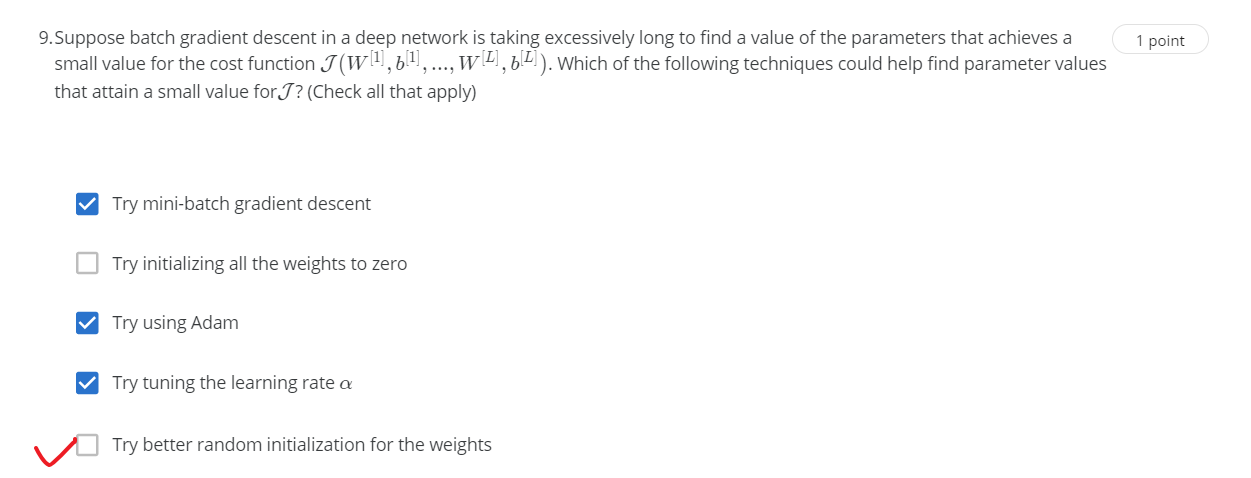 9. Suppose batch gradient descent in a deep network is taking excessively long to find a value of the parameters that achieves a
1 point
small value for the cost function 𝒥(W^[1], b^[1], ..., W^[L], b^[L]). Which of the following techniques could help find parameter values
that attain a small value for 𝒥? (Check all that apply)
Try mini-batch gradient descent
Try initializing all the weights to zero
Try using Adam
Try tuning the learning rate α
Try better random initialization for the weights